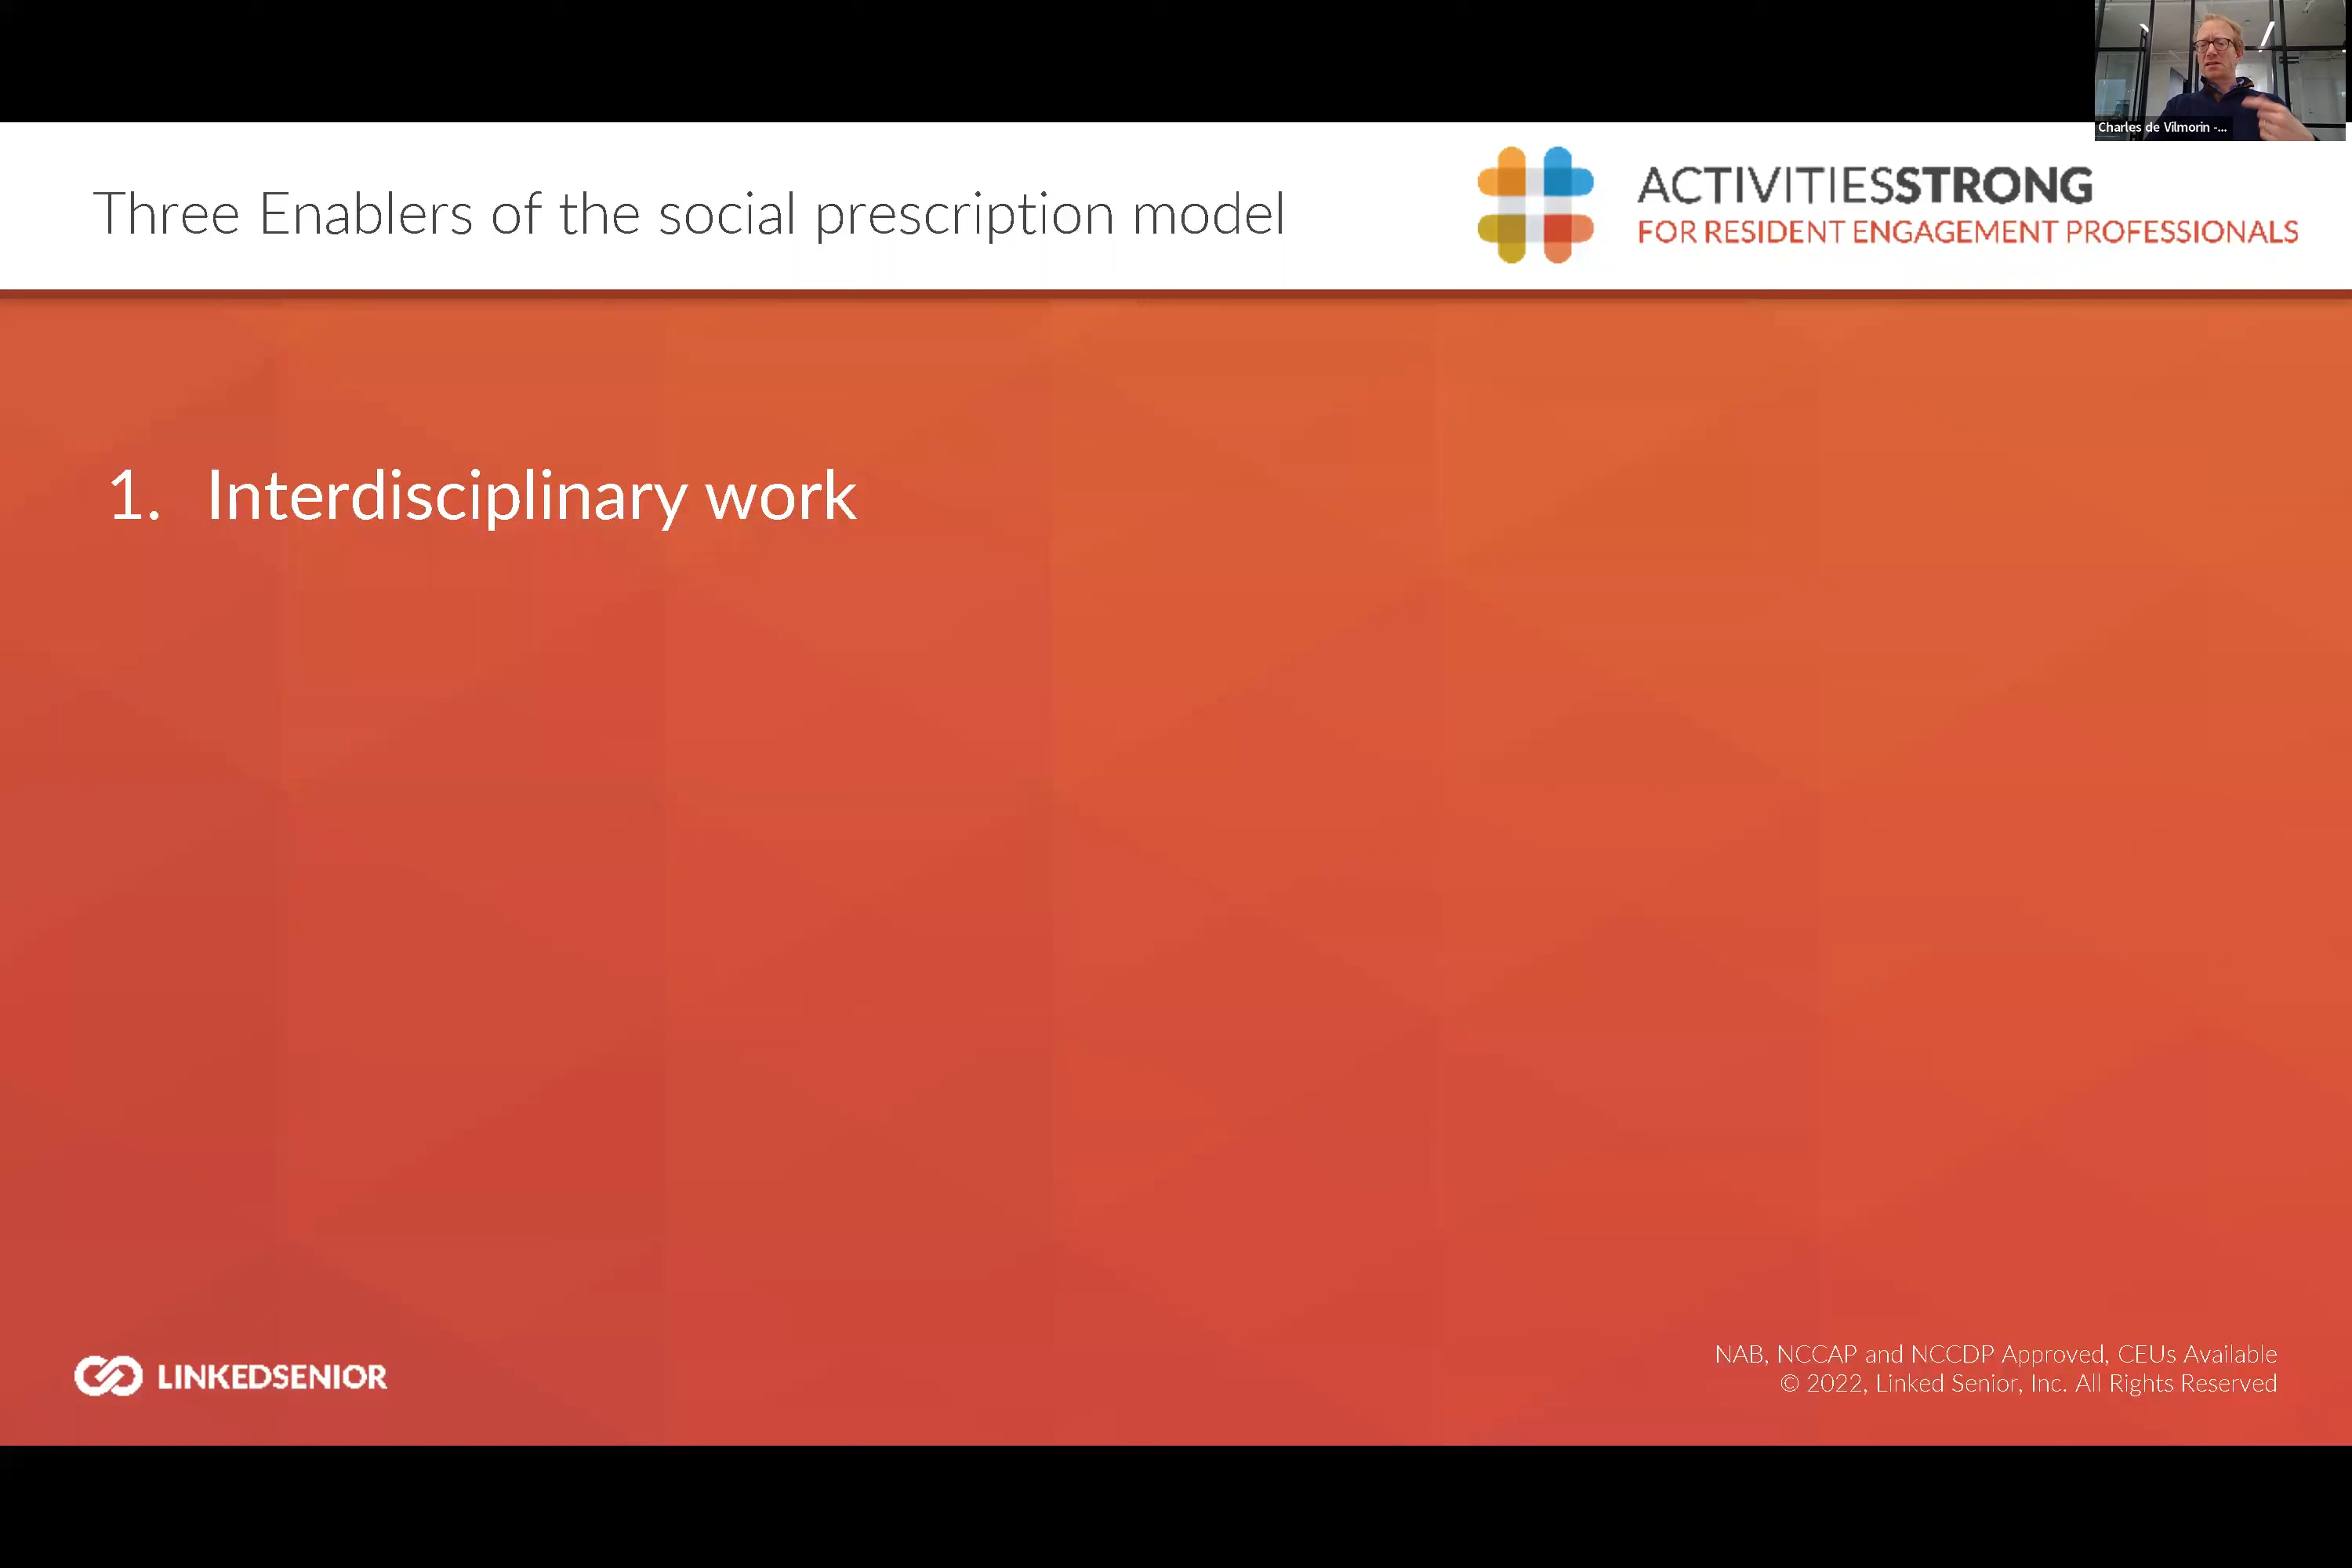 Charles de Vilmorin -...
Three Enablers of the social prescription model
ACTIVITIESSTRONG
FOR RESIDENT ENGAGEMENT PROFESSIONALS
1. Interdisciplinary work
LINKEDSENIOR
NAB, NCCAP and NCCDP Approved, CEUs Available
© 2022, Linked Senior, Inc. All Rights Reserved